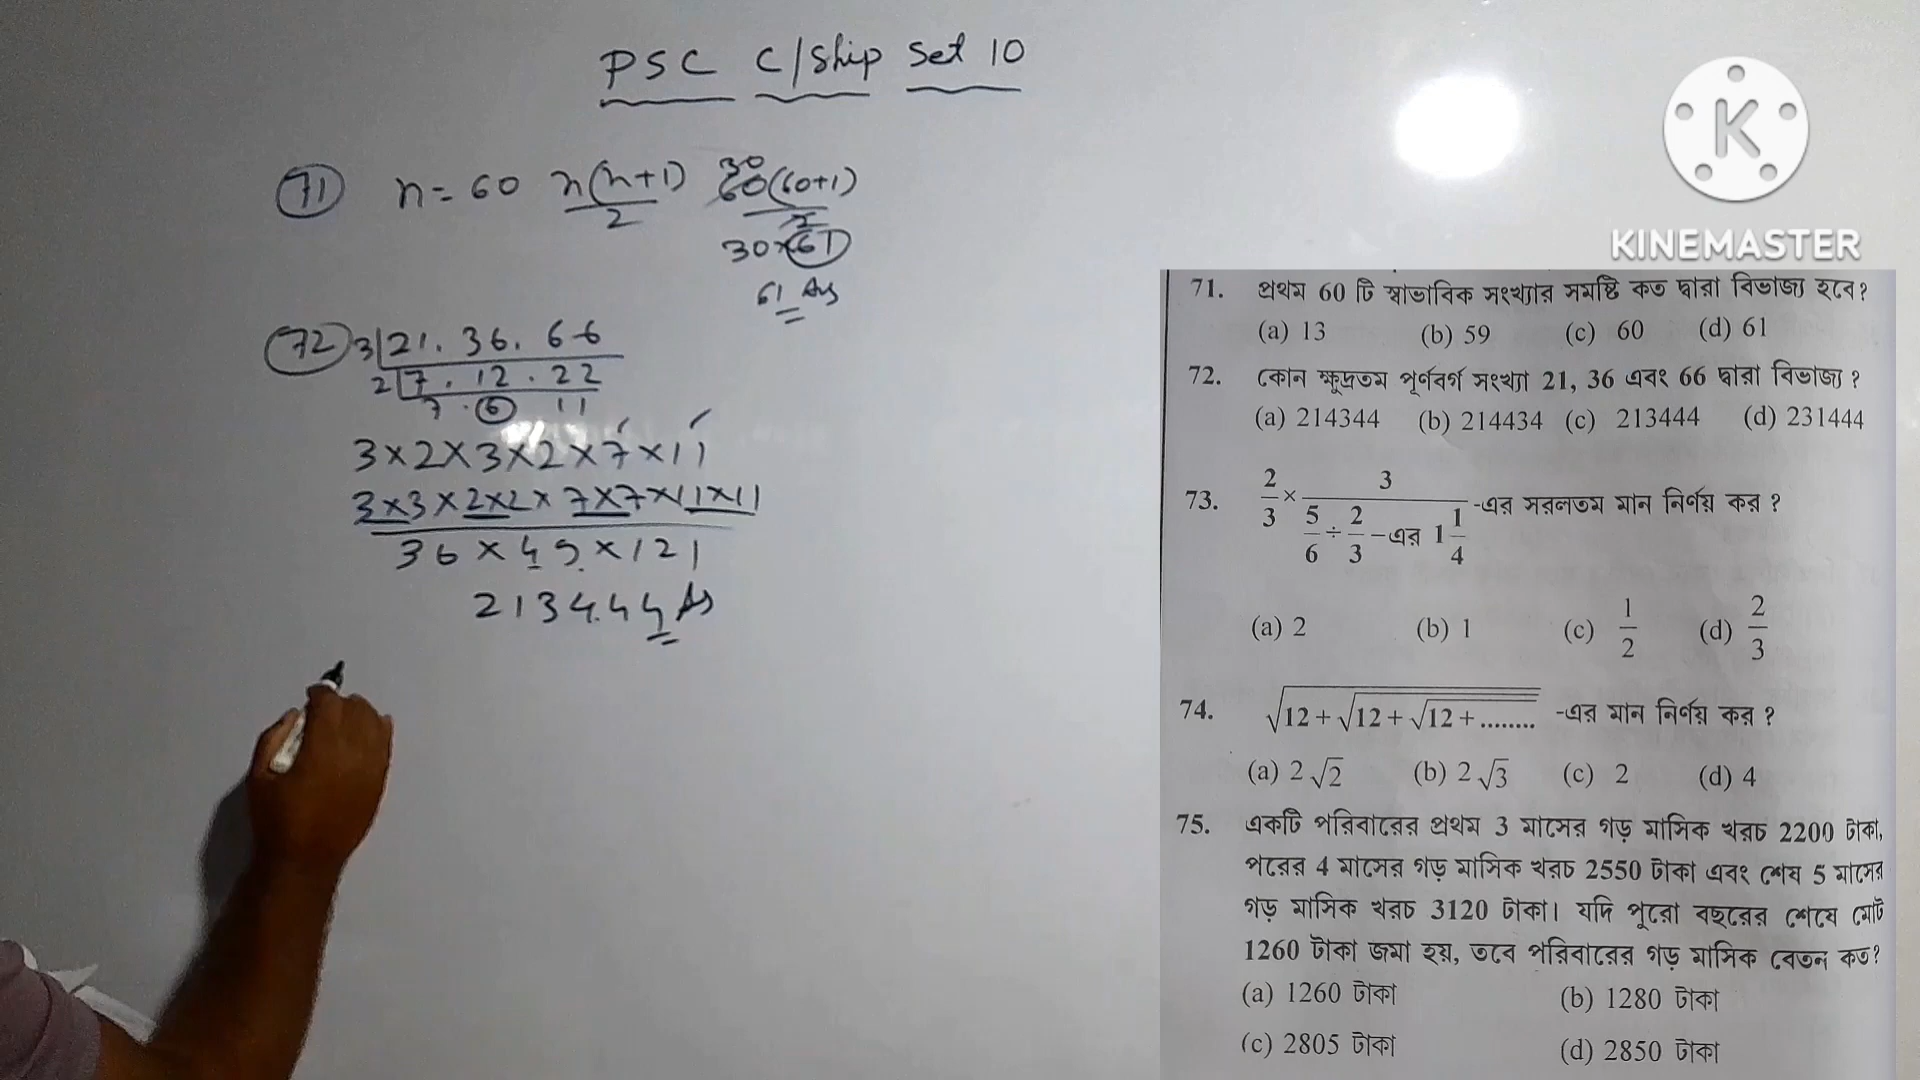 PSC C/Ship Set 10
K
KINEMASTER
71 n = 60 n(n+1)/2 30 60(60+1)/2
30×61
61 Ans
72 3 21. 36. 66
2 7. 12. 22
7. 6 11
3×2×3×2×7×11
3×3×2×2×7×7×11×11
36×49×121
213444 Ans
71. প্রথম 60 টি স্বাভাবিক সংখ্যার সমষ্টি কত দ্বারা বিভাজ্য হবে?
(a) 13 (b) 59 (c) 60 (d) 61
72. কোন ক্ষুদ্রতম পূর্ণবর্গ সংখ্যা 21, 36 এবং 66 দ্বারা বিভাজ্য ?
(a) 214344 (b) 214434 (c) 213444 (d) 231444
73. 2/3 × 3/(5/6 ÷ 2/3 -এর 1 1/4) -এর সরলতম মান নির্ণয় কর ?
(a) 2 (b) 1 (c) 1/2 (d) 2/3
74. √12+√12+√12+........ -এর মান নির্ণয় কর ?
(a) 2√2 (b) 2√3 (c) 2 (d) 4
75. একটি পরিবারের প্রথম 3 মাসের গড় মাসিক খরচ 2200 টাকা,
পরের 4 মাসের গড় মাসিক খরচ 2550 টাকা এবং শেষ 5 মাসের
গড় মাসিক খরচ 3120 টাকা। যদি পুরো বছরের শেষে মোট
1260 টাকা জমা হয়, তবে পরিবারের গড় মাসিক বেতন কত?
(a) 1260 টাকা (b) 1280 টাকা
(c) 2805 টাকা (d) 2850 টাকা